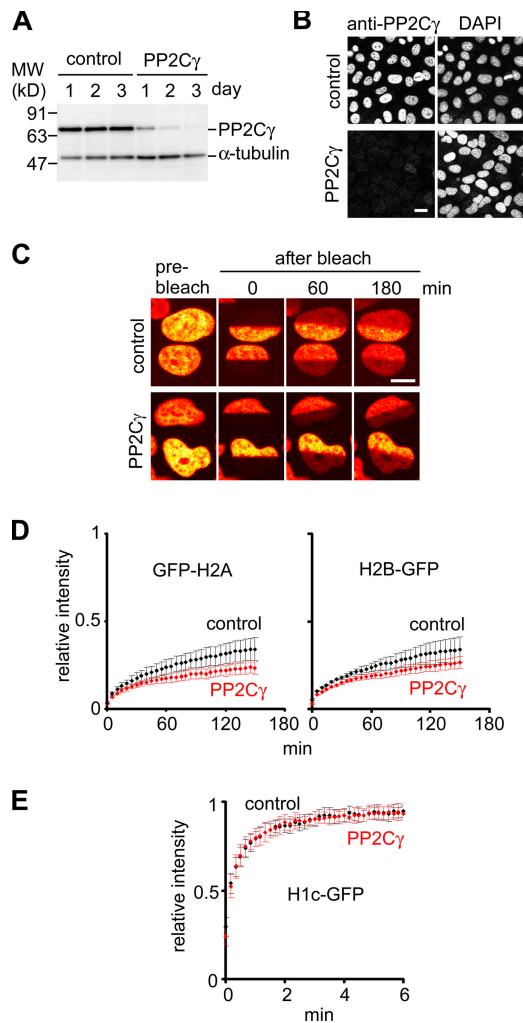 A
MW
(kD)
control
PP2Cγ
1 2 3 1 2 3 day
91
63
47
PP2Cγ
α-tubulin
B
anti-PP2Cγ DAPI
control
PP2Cγ
C
pre-
bleach
after bleach
0 60 180 min
control
PP2Cγ
D
relative intensity
1
0.5
0
GFP-H2A
control
PP2Cγ
0 60 120 180
H2B-GFP
control
PP2Cγ
60 120 180
min
E
relative intensity
1
0.5
0
control
PP2Cγ
H1c-GFP
0 2 4 6
min